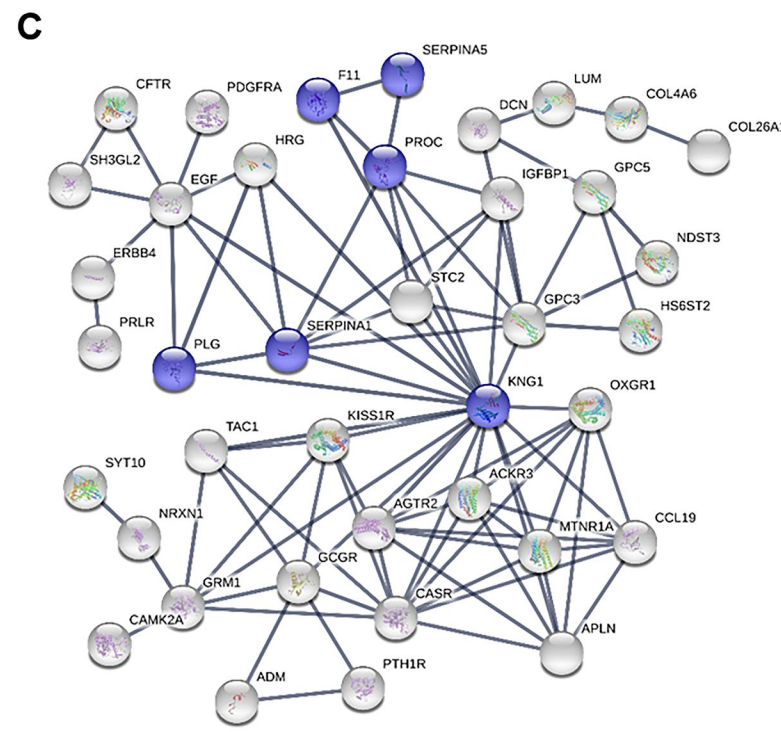 C
SERPINA5
F11
CFTR
PDGFRA
LUM
DCN
COL4A6
COL26A
HRG
PROC
SH3GL2
EGF
IGFBP1
GPC5
NDST3
ERBB4
STC2
GPC3
HS6ST2
PRLR
PLG
SERPINA1
KNG1
OXGR1
TAC1
KISS1R
SYT10
ACKR3
AGTR2
NRXN1
MTNR1A
CCL19
GCGR
GRM1
CASR
CAMK2A
APLN
ADM
PTH1R